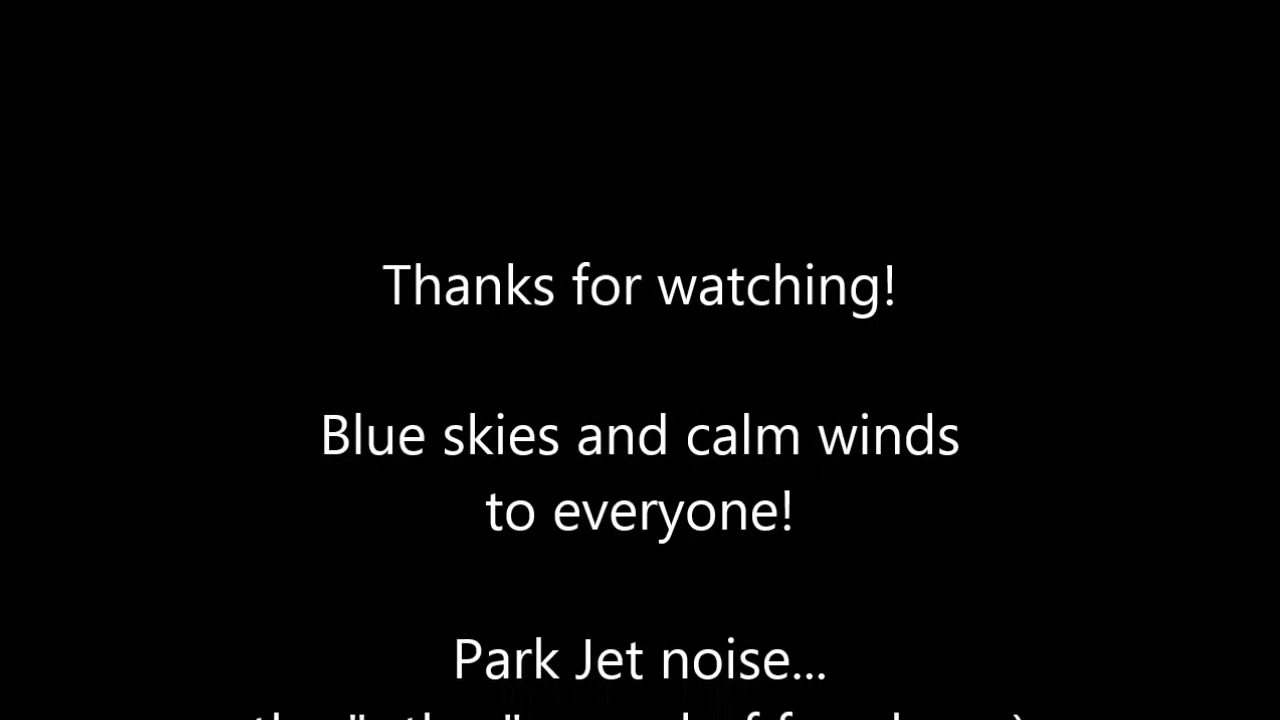 Thanks for watching!
Blue skies and calm winds
to everyone!
Park Jet noise...